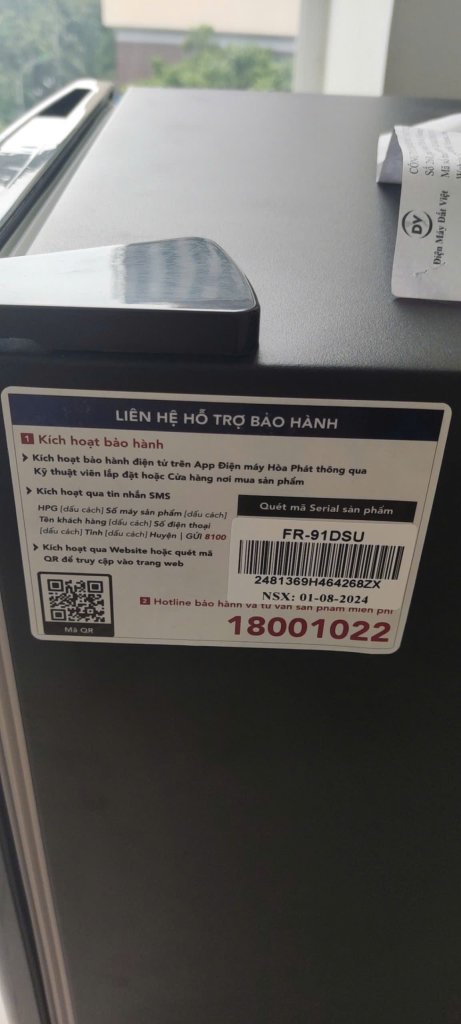 LIÊN HỆ HỖ TRỢ BẢO HÀNH
1 Kích hoạt bảo hành
Kích hoạt bảo hành điện tử trên App Điện máy Hòa Phát thông qua
Kỹ thuật viên lắp đặt hoặc Cửa hàng nơi mua sản phẩm
Kích hoạt qua tin nhắn SMS
HPG [dấu cách] Số máy sản phẩm [dấu cách]
Tên khách hàng [dấu cách] Số điện thoại
[dấu cách] Tỉnh [dấu cách] Huyện | GỬI 8100
Kích hoạt qua Website hoặc quét mã
QR để truy cập vào trang web
Mã QR
Quét mã Serial sản phẩm
FR-91DSU
2481369H464268ZX
NSX: 01-08-2024
2 Hotline bảo hành và tư vấn sản phẩm miễn phí
18001022
DV
Điện Máy Đất Việt